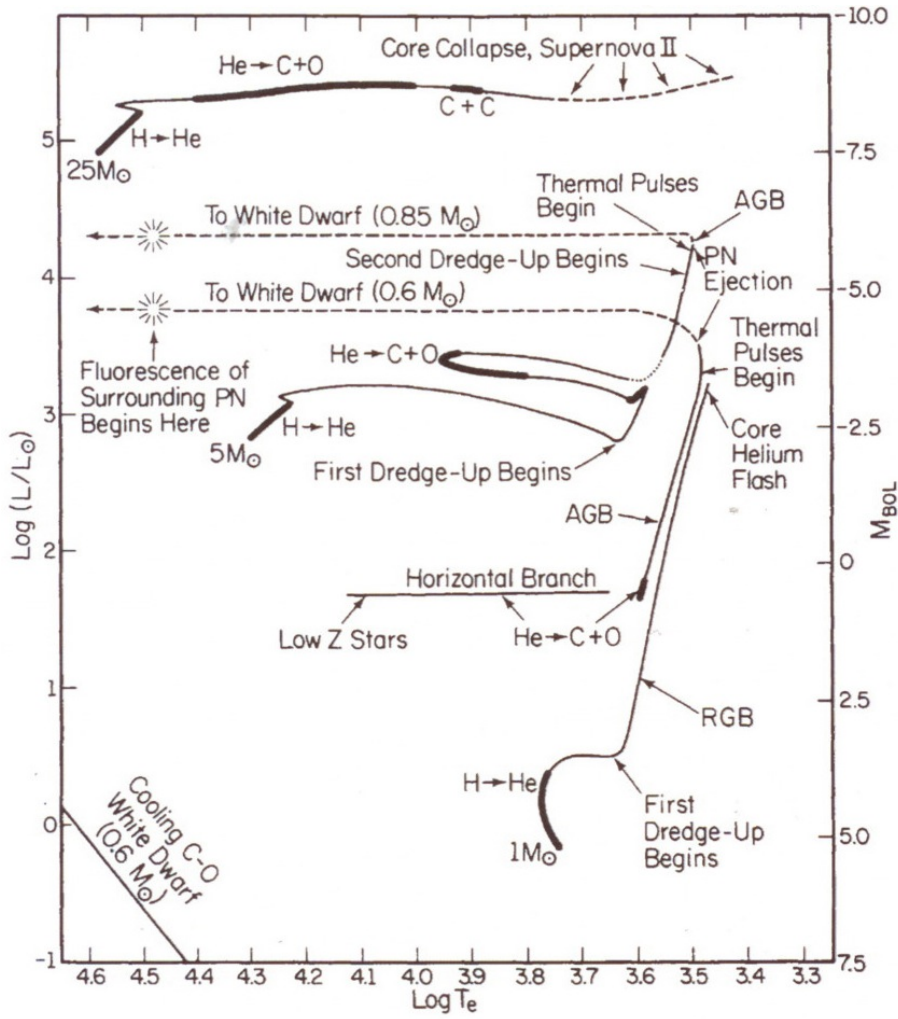 Core Collapse, Supernova II
He→C+O
C+C
H→He
25M⊙
Thermal Pulses
Begin
AGB
To White Dwarf (0.85 M⊙)
Second Dredge-Up Begins
PN
Ejection
To White Dwarf (0.6 M⊙)
Thermal
Pulses
Begin
He→C+O
Fluorescence of
Surrounding PN
Begins Here
H→He
5M⊙
First Dredge-Up Begins
Core
Helium
Flash
AGB
Horizontal Branch
Low Z Stars
He→C+O
RGB
H→He
First
Dredge-Up
Begins
1M⊙
Cooling C-O
White Dwarf
(0.6 M⊙)
Log (L/L⊙)
5
4
3
2
1
0
-1
M BOL
-10.0
-7.5
-5.0
-2.5
0
2.5
5.0
7.5
4.6 4.5 4.4 4.3 4.2 4.1 4.0 3.9 3.8 3.7 3.6 3.5 3.4 3.3
Log Te